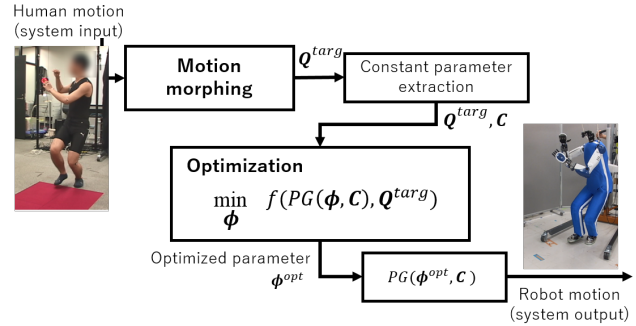 Human motion
(system input)
Motion
morphing
Q^{targ}
Constant parameter
extraction
Q^{targ}, C
Optimization
min f(PG(ϕ, C), Q^{targ})
ϕ
Optimized parameter
ϕ^{opt}
PG(ϕ^{opt}, C )
Robot motion
(system output)